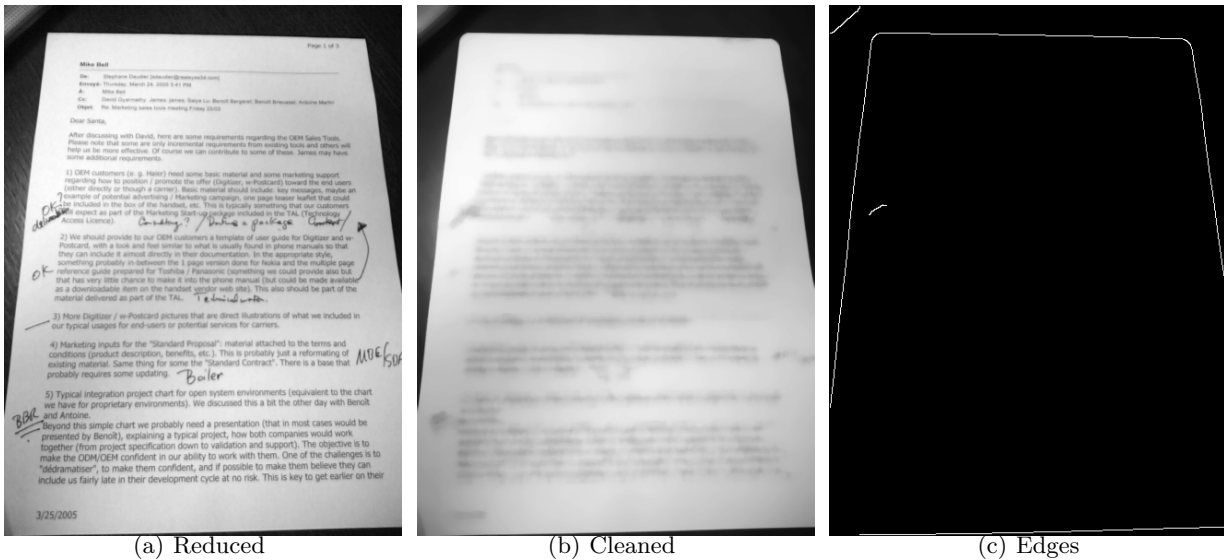 Page 1 of 3
Mike Bell
De:
Envoyé: Thursday, March 24, 2005 5:41 PM
À: Mike Bell
Cc:
Objet: Re: Marketing sales tools meeting Friday 25/03
Dear Santa,
After discussing with David, here are some requirements regarding the OEM Sales Tools.
Please note that some are only incremental requirements from existing tools and others will
help us be more effective. Of course we can contribute to some of these. James may have
some additional requirements.
1) OEM customers (e. g. Haier) need some basic material and some marketing support
regarding how to position / promote the offer (Digitizer, w-Postcard) toward the end users
(either directly or though a carrier). Basic material should include: key messages, maybe an
example of potential advertising / Marketing campaign, one page teaser leaflet that could
OK?
be included in the box of the handset, etc. This is typically something that our customers
expect as part of the Marketing Start-up package included in the TAL (Technology
Access Licence). Consulting? / package
2) We should provide to our OEM customers a template of user guide for Digitizer and w-
Postcard, with a look and feel similar to what is usually found in phone manuals so that
they can include it almost directly in their documentation. In the appropriate style,
something probably in-between the 1 page version done for Nokia and the multiple page
OK reference guide prepared for Toshiba / Panasonic (something we could provide also but
that has very little chance to make it into the phone manual (but could be made available
as a downloadable item on the handset vendor web site). This also should be part of the
material delivered as part of the TAL. Technical writer.
3) More Digitizer / w-Postcard pictures that are direct illustrations of what we included in
our typical usages for end-users or potential services for carriers.
4) Marketing inputs for the "Standard Proposal": material attached to the terms and
conditions (product description, benefits, etc.). This is probably just a reformating of
existing material. Same thing for some the "Standard Contract". There is a base that MOE/SDR
probably requires some updating. Boiler
5) Typical integration project chart for open system environments (equivalent to the chart
we have for proprietary environments). We discussed this a bit the other day with Benoît
BBR and Antoine.
Beyond this simple chart we probably need a presentation (that in most cases would be
presented by Benoît), explaining a typical project, how both companies would work
together (from project specification down to validation and support). The objective is to
make the ODM/OEM confident in our ability to work with them. One of the challenges is to
"dédramatiser", to make them confident, and if possible to make them believe they can
include us fairly late in their development cycle at no risk. This is key to get earlier on their
3/25/2005
(a) Reduced
(b) Cleaned
(c) Edges